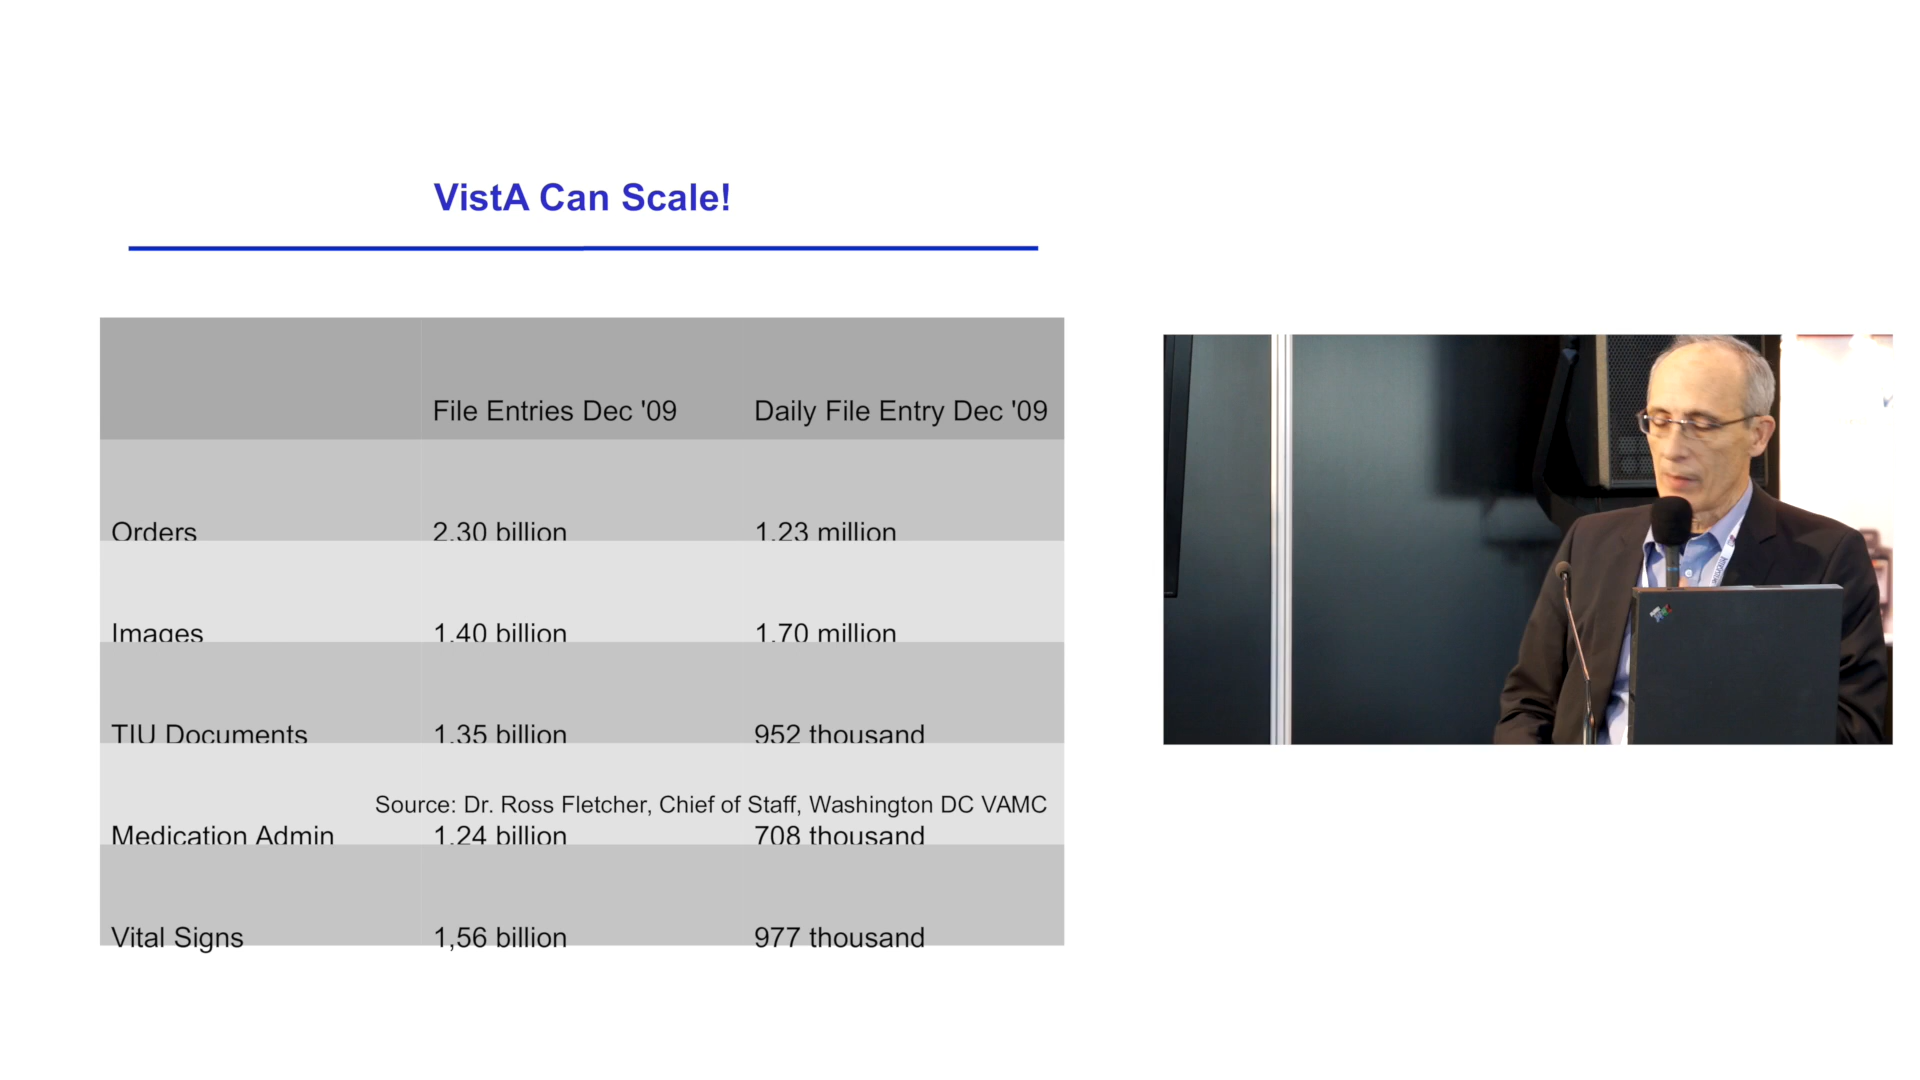 VistA Can Scale!
File Entries Dec '09 Daily File Entry Dec '09
Orders 2.30 billion 1.23 million
Images 1.40 billion 1.70 million
TIU Documents 1.35 billion 952 thousand
Source: Dr. Ross Fletcher, Chief of Staff, Washington DC VAMC
Medication Admin 1.24 billion 708 thousand
Vital Signs 1,56 billion 977 thousand